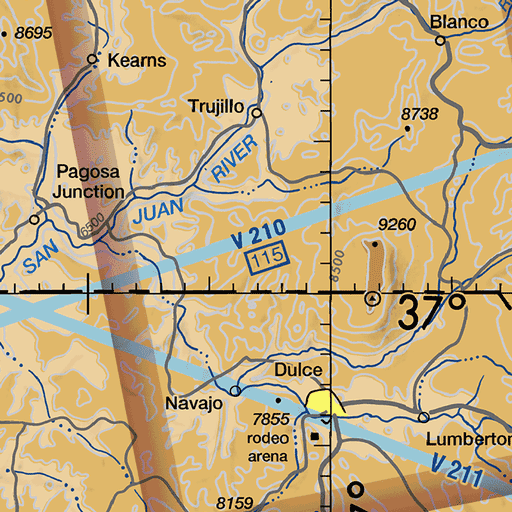 Blanco
8695
Kearns
500
Trujillo
8738
RIVER
Pagosa
Junction
JUAN
6500
9260
V 210
115
SAN
8500
37°
Dulce
Navajo
7855
rodeo
arena
Lumberton
V 211
8159